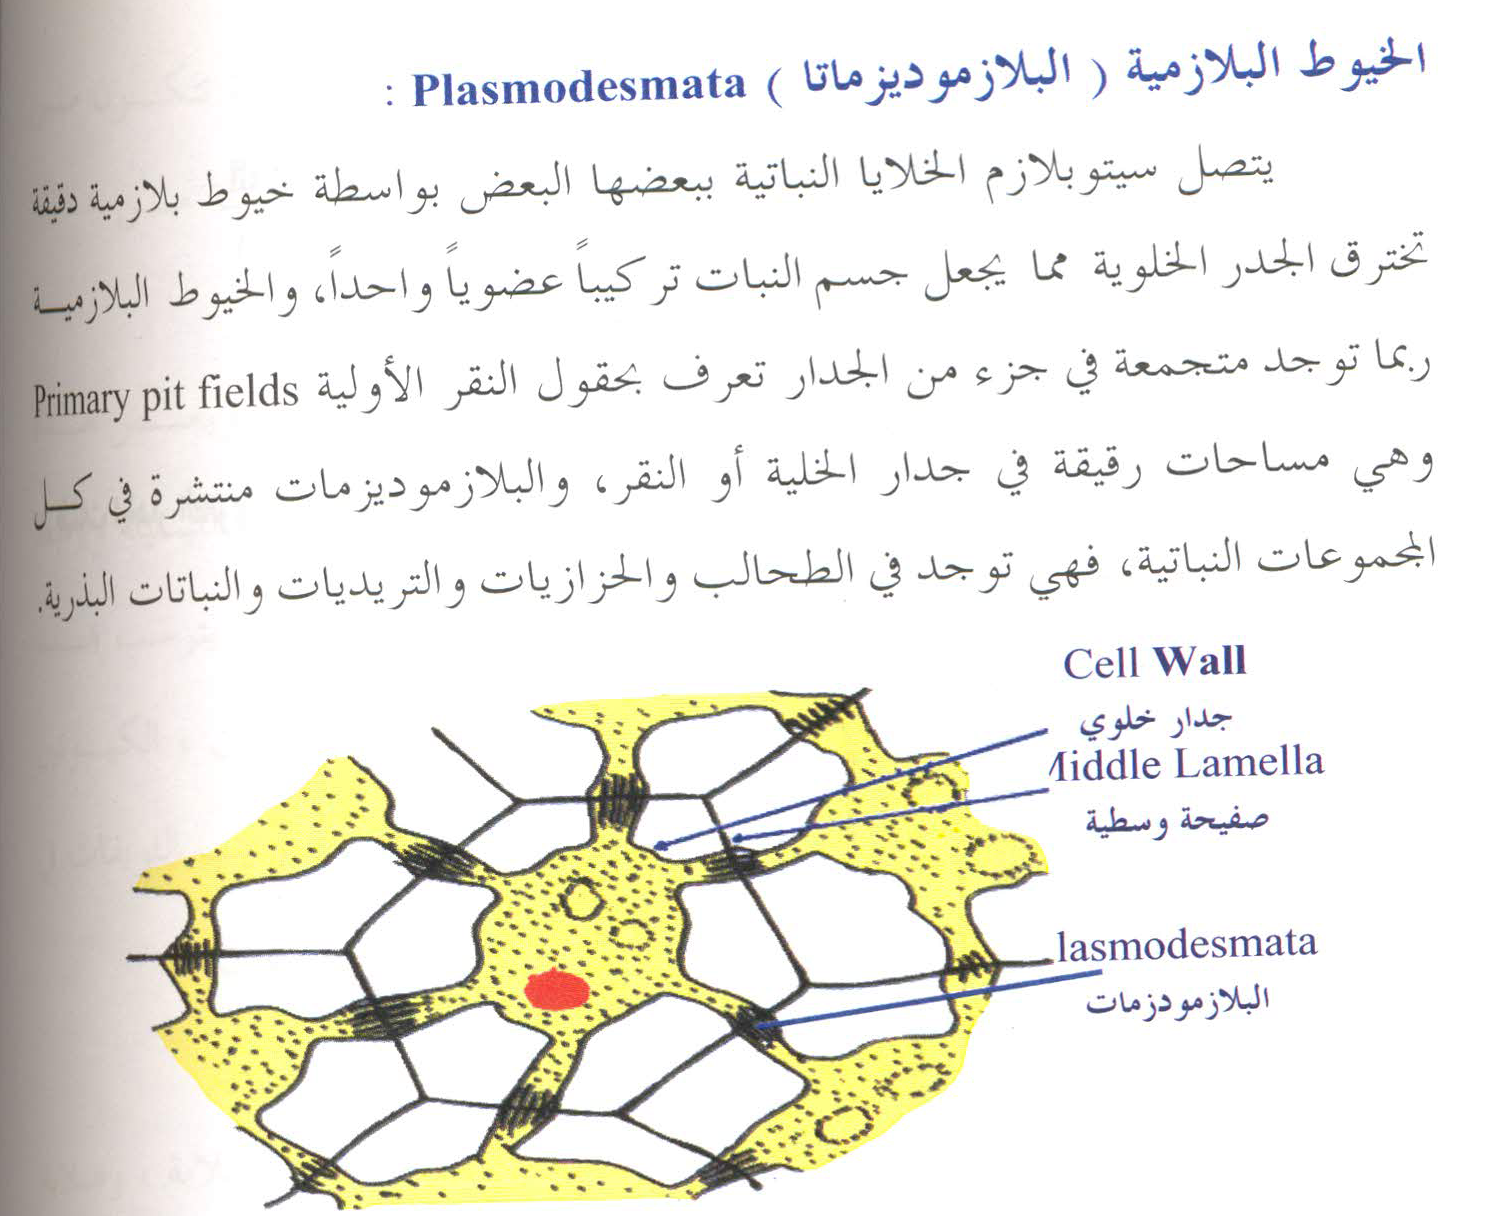 الخيوط البلازمية ( البلازموديزماتا ) Plasmodesmata :
يتصل سيتوبلازم الخلايا النباتية ببعضها البعض بواسطة خيوط بلازمية دقيقة
تخترق الجدر الخلوية مما يجعل جسم النبات تركيباً عضوياً واحداً، والخيوط البلازميـة
ربما توجد متجمعة في جزء من الجدار تعرف بحقول النقر الأولية Primary pit fields
وهي مساحات رقيقة في جدار الخلية أو النقر، والبلازموديزمات منتشرة في كـل
المجموعات النباتية، فهي توجد في الطحالب والحزازيات والتريديات والنباتات البذرية.
Cell Wall
جدار خلوي
iddle Lamella
صفيحة وسطية
lasmodesmata
البلازمودزمات